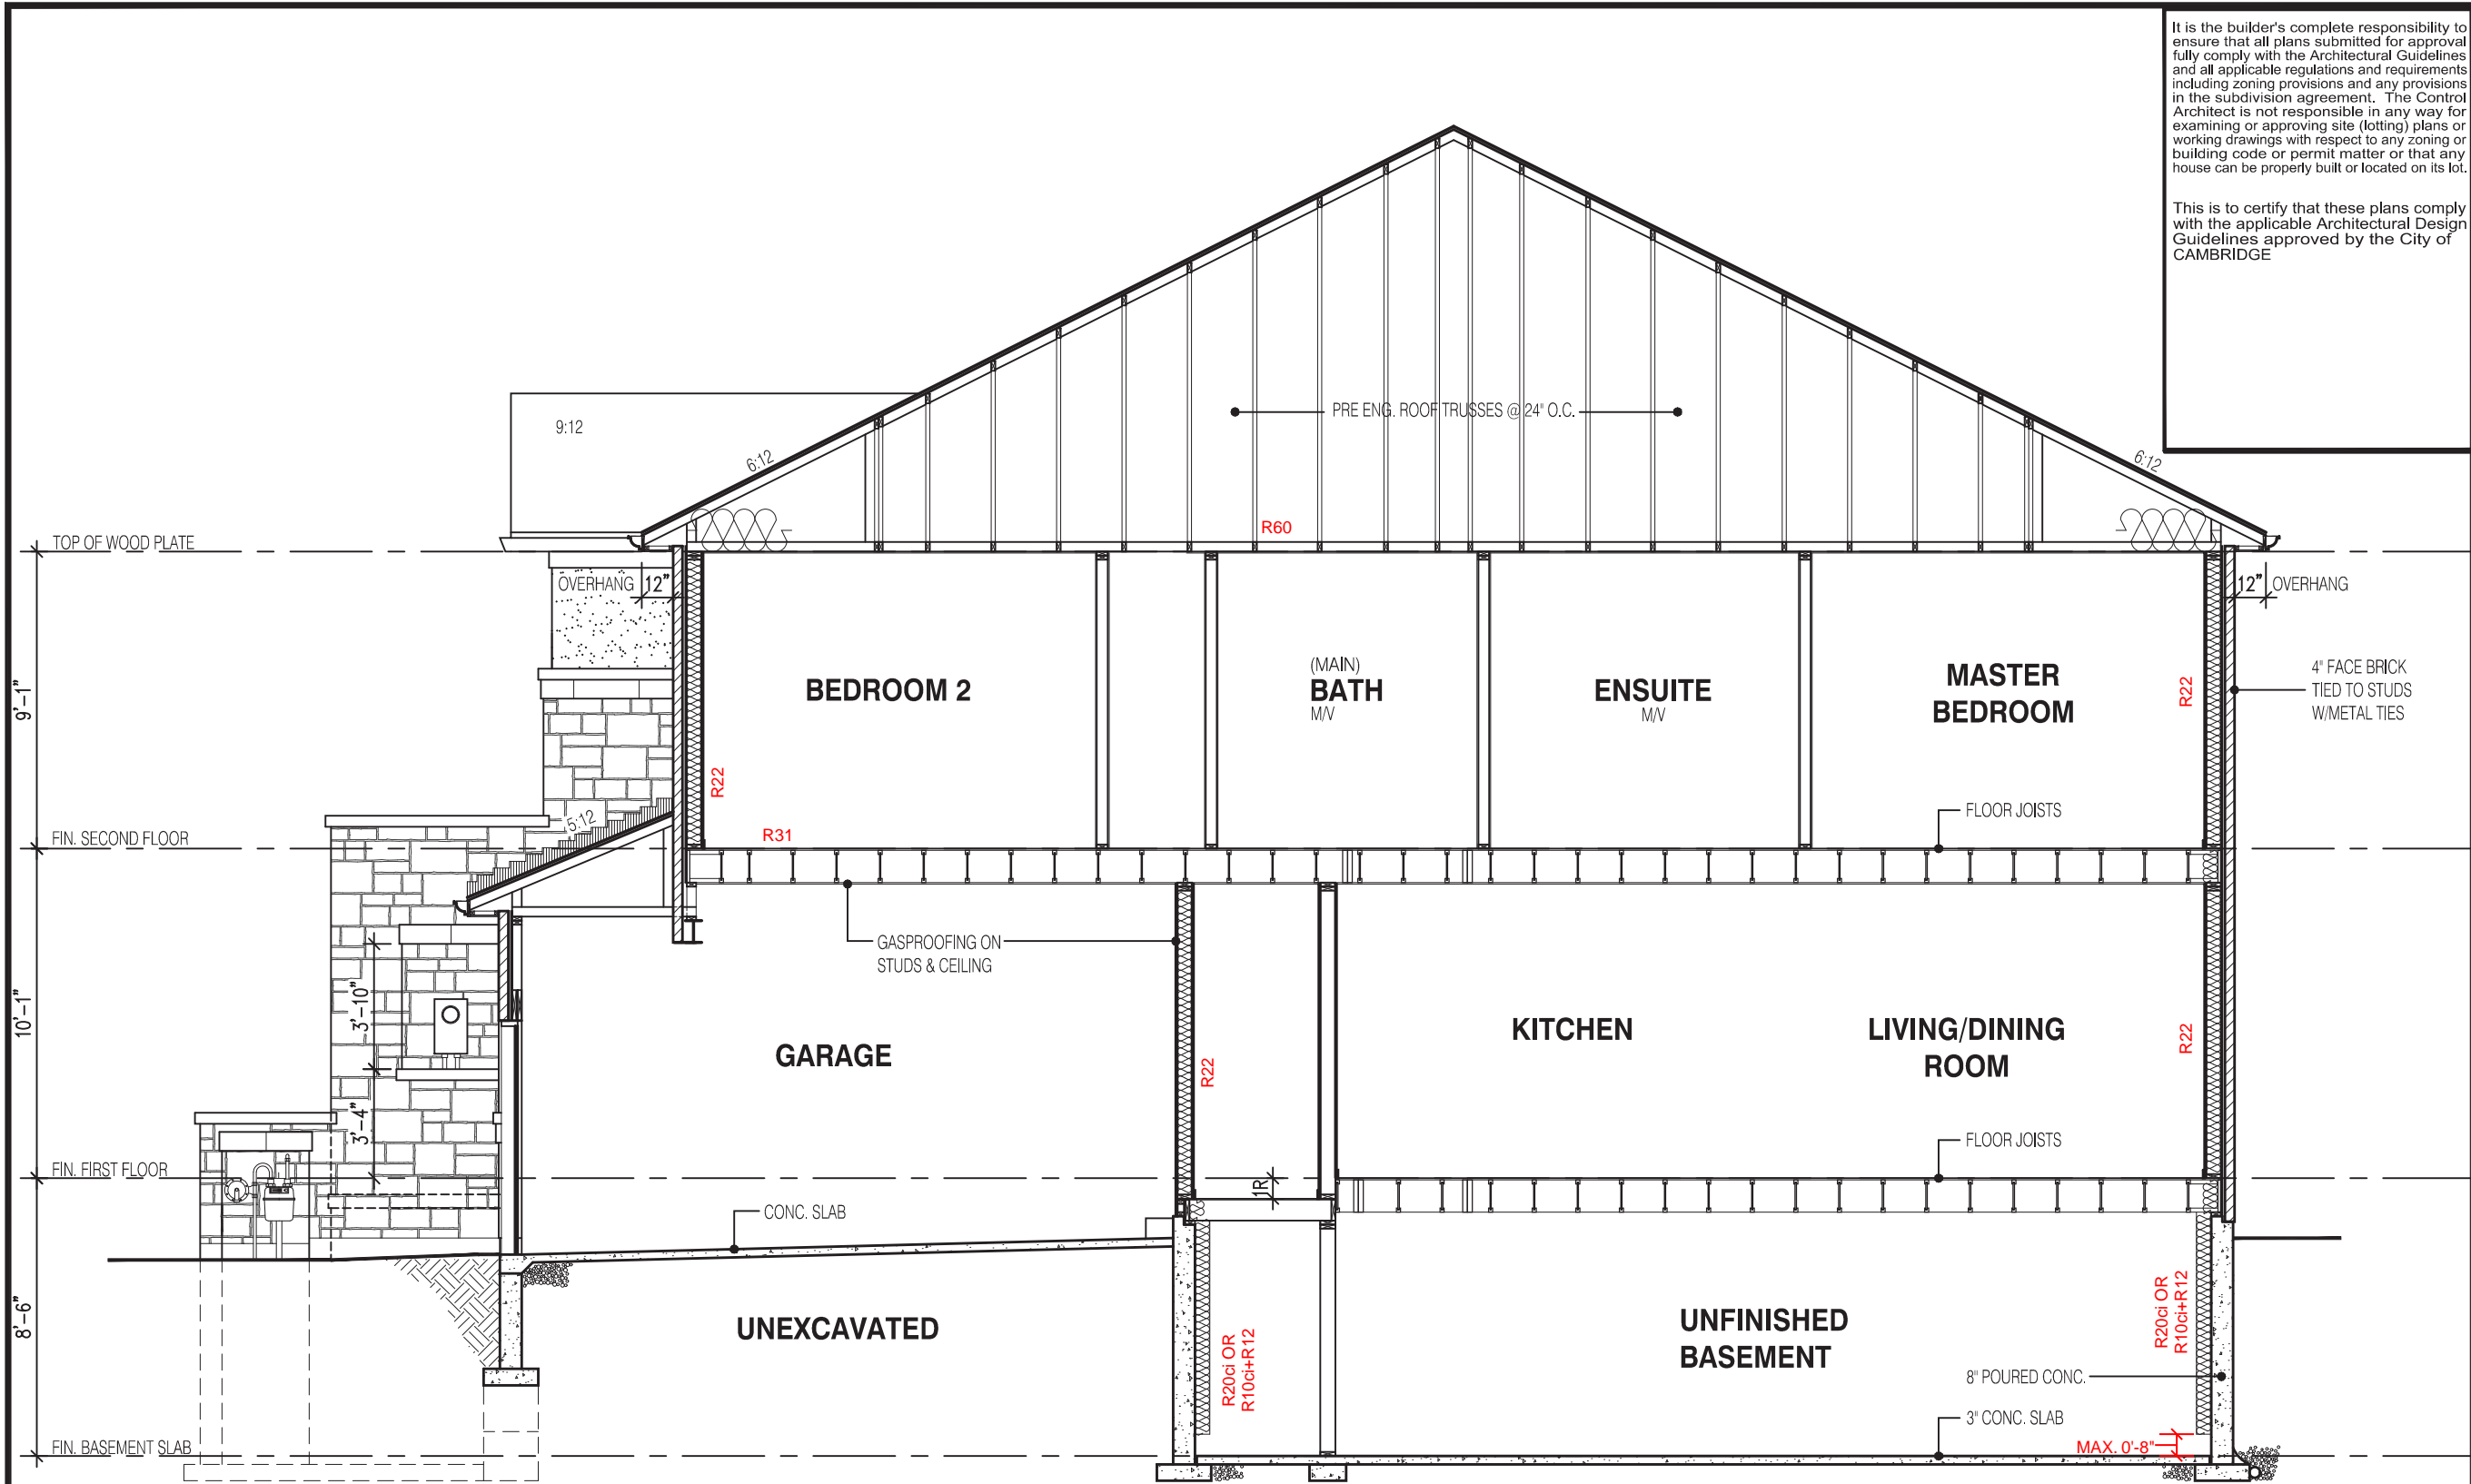 It is the builder's complete responsibility to
ensure that all plans submitted for approval
fully comply with the Architectural Guidelines
and all applicable regulations and requirements
including zoning provisions and any provisions
in the subdivision agreement. The Control
Architect is not responsible in any way for
examining or approving site (lotting) plans or
working drawings with respect to any zoning or
building code or permit matter or that any
house can be properly built or located on its lot.
This is to certify that these plans comply
with the applicable Architectural Design
Guidelines approved by the City of
CAMBRIDGE
PRE ENG. ROOF TRUSSES @ 24" O.C.
9:12
6:12
6:12
R60
TOP OF WOOD PLATE
OVERHANG 12"
12" OVERHANG
9'-1"
BEDROOM 2
(MAIN)
BATH
M/V
ENSUITE
M/V
MASTER
BEDROOM
R22
4" FACE BRICK
TIED TO STUDS
W/METAL TIES
R22
5:12
R31
FLOOR JOISTS
FIN. SECOND FLOOR
GASPROOFING ON
STUDS & CEILING
10'-1"
3'-10"
GARAGE
R22
KITCHEN
LIVING/DINING
ROOM
R22
3'-4"
FLOOR JOISTS
FIN. FIRST FLOOR
1R
CONC. SLAB
8'-6"
UNEXCAVATED
R20ci OR
R10ci+R12
UNFINISHED
BASEMENT
R20ci OR
R10ci+R12
8" POURED CONC.
3" CONC. SLAB
MAX. 0'-8"
FIN. BASEMENT SLAB